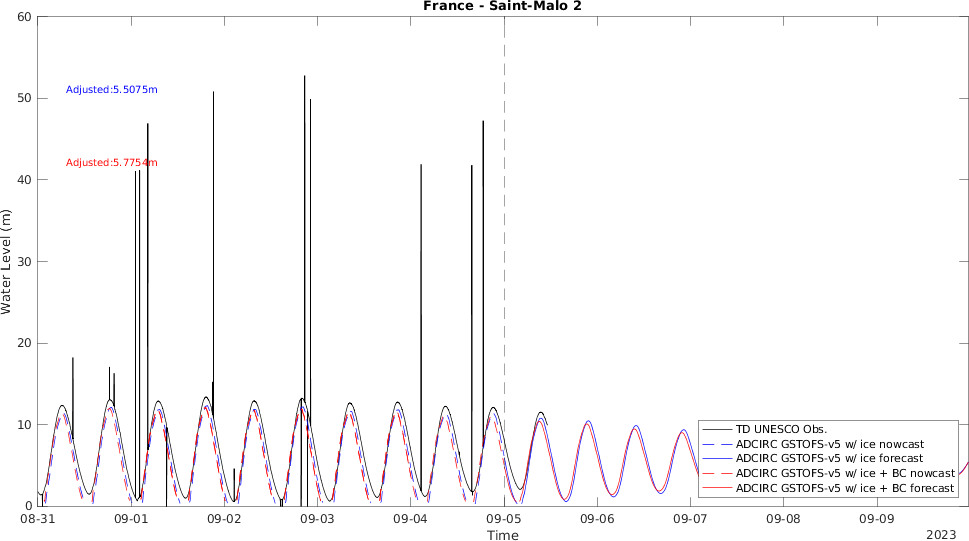 France - Saint-Malo 2
60
50
40
30
20
10
0
Water Level (m)
Adjusted:5.5075m
Adjusted:5.7754m
TD UNESCO Obs.
ADCIRC GSTOFS-v5 w/ ice nowcast
ADCIRC GSTOFS-v5 w/ ice forecast
ADCIRC GSTOFS-v5 w/ ice + BC nowcast
ADCIRC GSTOFS-v5 w/ ice + BC forecast
08-31 09-01 09-02 09-03 09-04 09-05 09-06 09-07 09-08 09-09
Time
2023